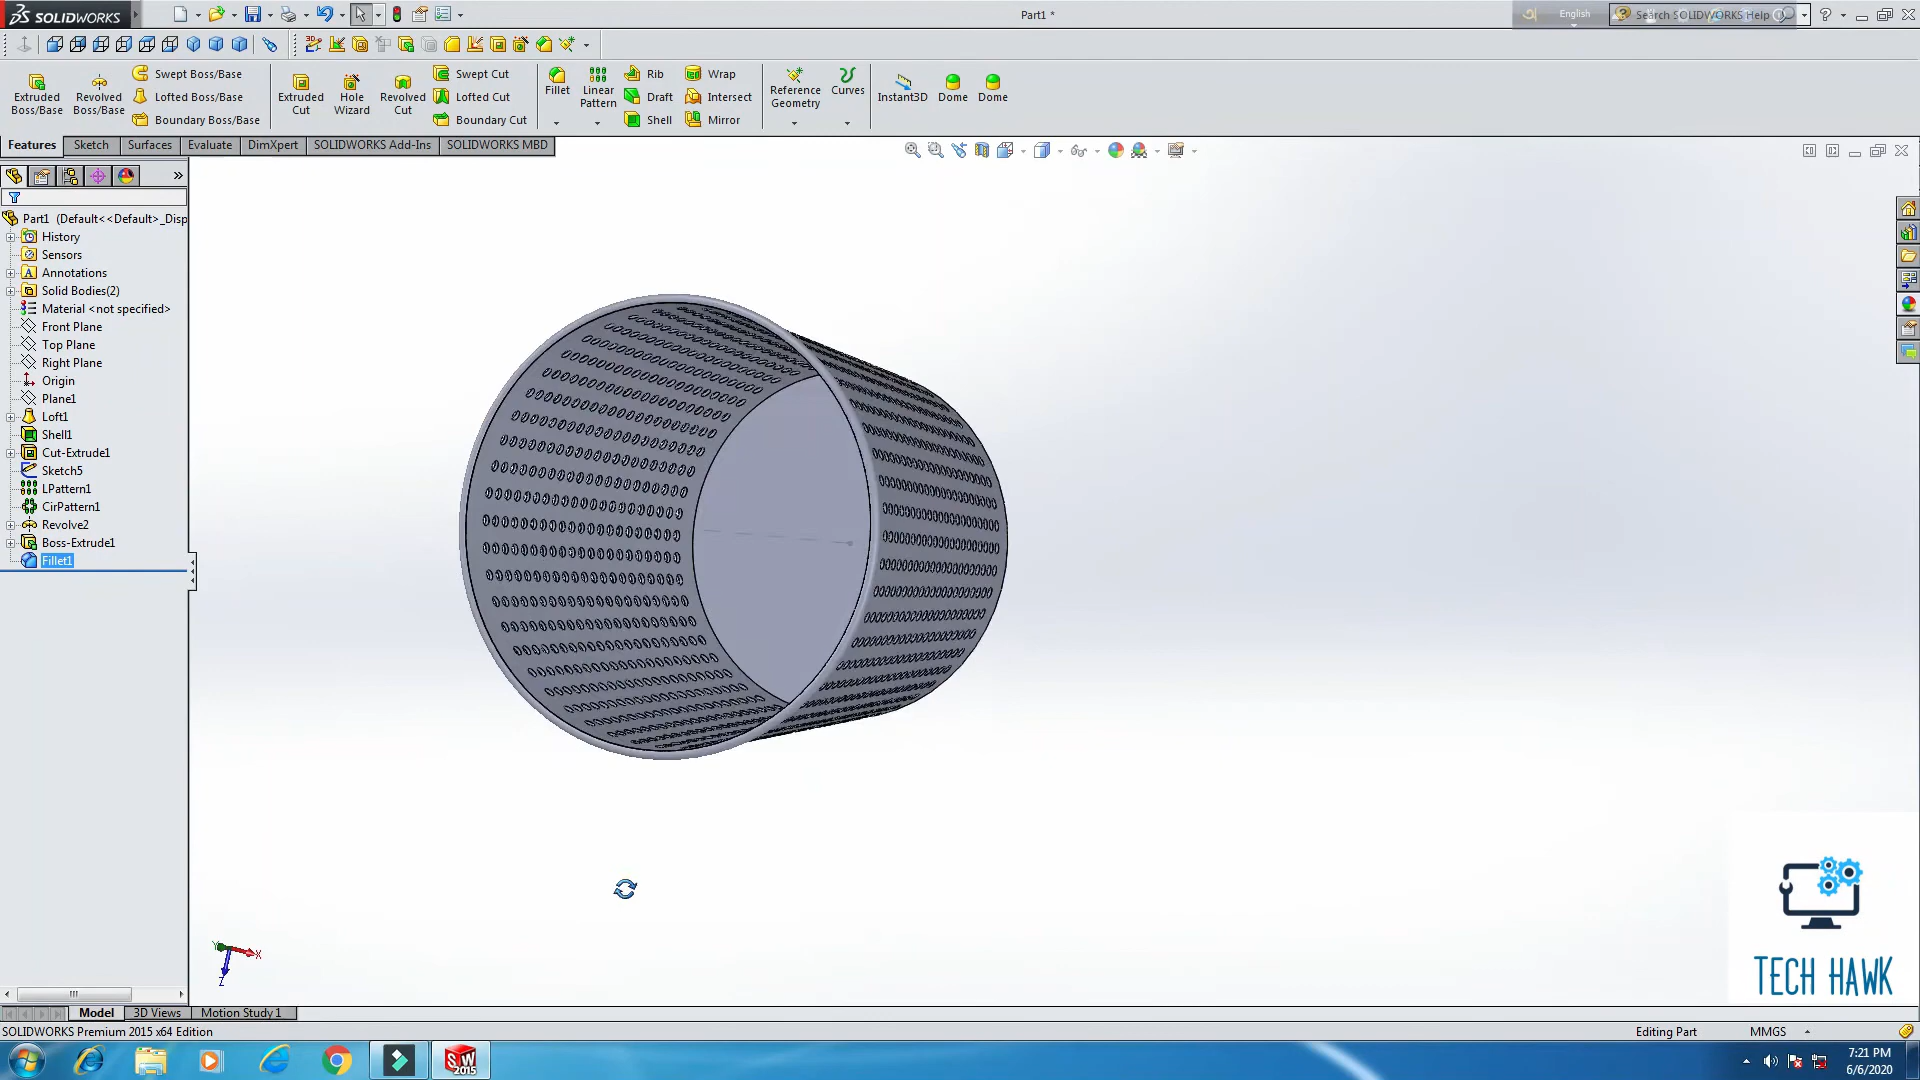 SOLIDWORKS
Part1 *
English
Search SOLIDWORKS Help
Extruded Boss/Base
Revolved Boss/Base
Swept Boss/Base
Lofted Boss/Base
Boundary Boss/Base
Extruded Cut
Hole Wizard
Revolved Cut
Swept Cut
Lofted Cut
Boundary Cut
Fillet
Linear Pattern
Rib
Draft
Shell
Wrap
Intersect
Mirror
Reference Geometry
Curves
Instant3D
Dome
Dome
Features
Sketch
Surfaces
Evaluate
DimXpert
SOLIDWORKS Add-Ins
SOLIDWORKS MBD
Part1 (Default<<Default>_Disp
History
Sensors
Annotations
Solid Bodies(2)
Material <not specified>
Front Plane
Top Plane
Right Plane
Origin
Plane1
Loft1
Shell1
Cut-Extrude1
Sketch5
LPattern1
CirPattern1
Revolve2
Boss-Extrude1
Fillet1
Y
X
Z
TECH HAWK
Model
3D Views
Motion Study 1
SOLIDWORKS Premium 2015 x64 Edition
Editing Part
MMGS
SW
2015
7:21 PM
6/6/2020